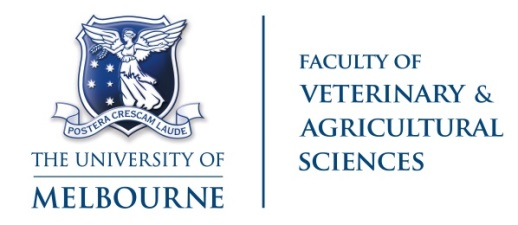 POSTERA CRESCAM LAUDE
THE UNIVERSITY OF
MELBOURNE
FACULTY OF
VETERINARY &
AGRICULTURAL
SCIENCES